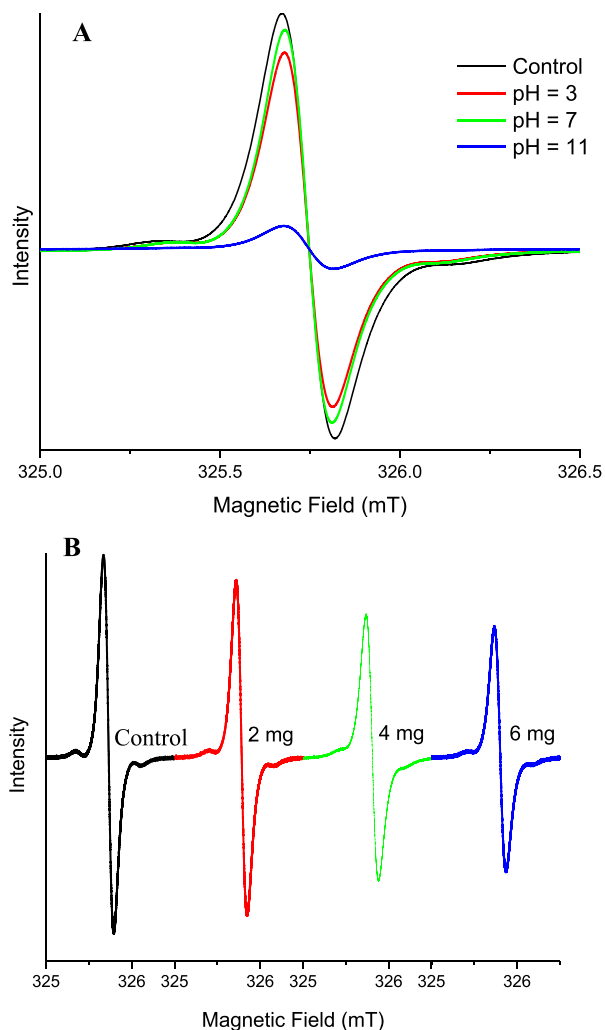 A
Control
pH = 3
pH = 7
pH = 11
Intensity
325.0 325.5 326.0 326.5
Magnetic Field (mT)
B
Control 2 mg 4 mg 6 mg
Intensity
325 326 325 326 325 326 325 326
Magnetic Field (mT)